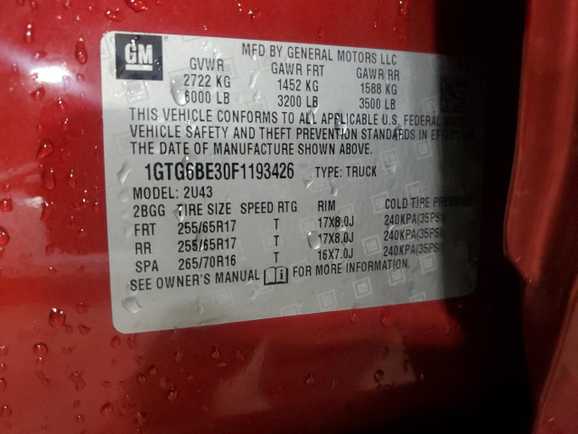 GM
MFD BY GENERAL MOTORS LLC
GVWR GAWR FRT GAWR RR
2722 KG 1452 KG 1588 KG
6000 LB 3200 LB 3500 LB
THIS VEHICLE CONFORMS TO ALL APPLICABLE U.S. FEDERAL
VEHICLE SAFETY AND THEFT PREVENTION STANDARDS IN
THE DATE OF MANUFACTURE SHOWN ABOVE.
1GTG6BE30F1193426 TYPE: TRUCK
MODEL: 2U43
2BGG TIRE SIZE SPEED RTG RIM COLD TIRE
FRT 255/65R17 T 17X8.0J 240KPA(35PSI)
RR 255/65R17 T 17X8.0J 240KPA(35PSI)
SPA 265/70R16 T 16X7.0J 240KPA(35PSI)
SEE OWNER'S MANUAL FOR MORE INFORMATION.